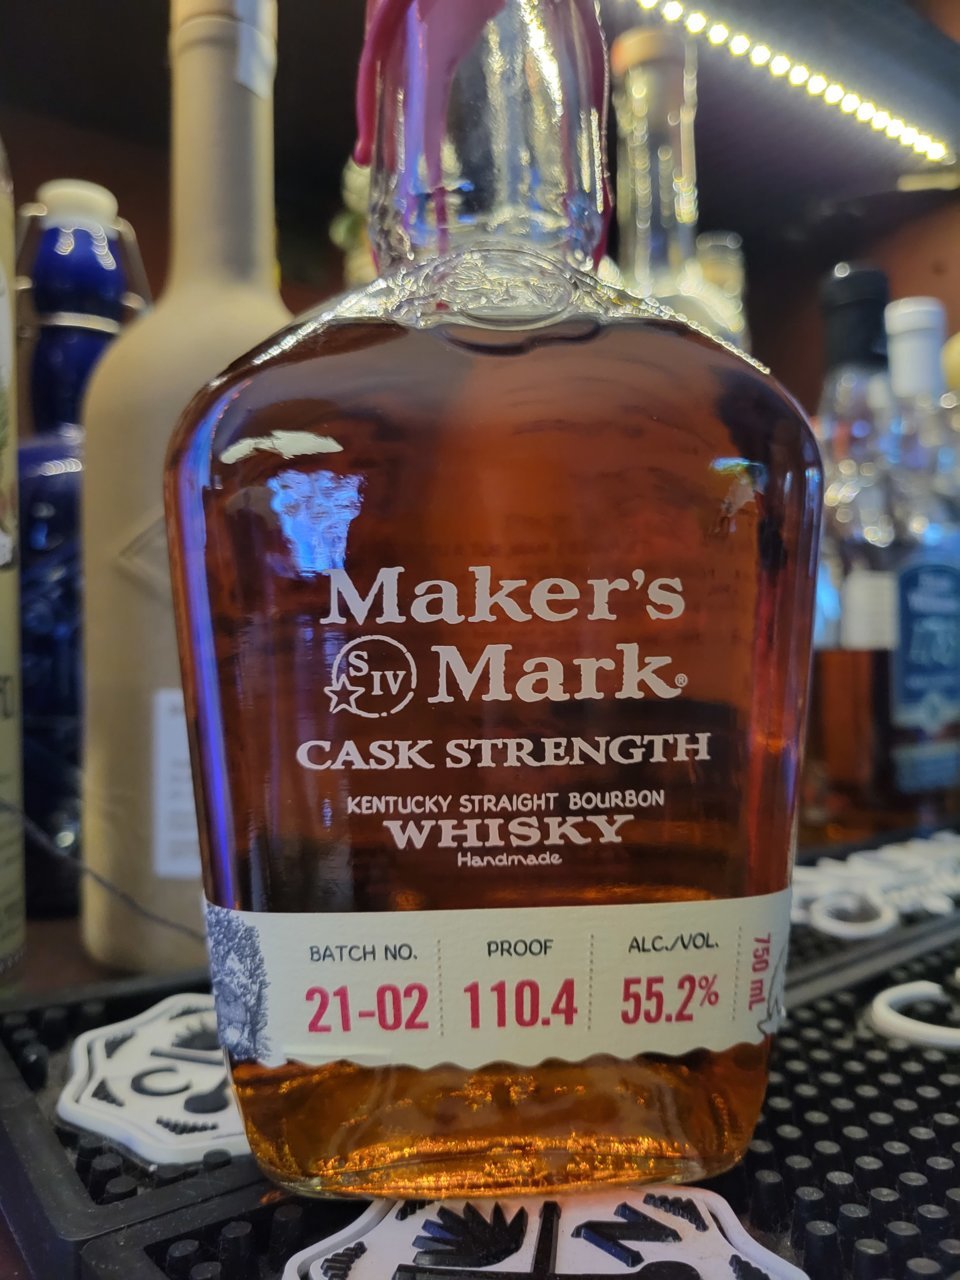 Maker's
SIV Mark®
CASK STRENGTH
KENTUCKY STRAIGHT BOURBON
WHISKY
Handmade
BATCH NO. PROOF ALC./VOL.
21-02 110.4 55.2%
750 mL